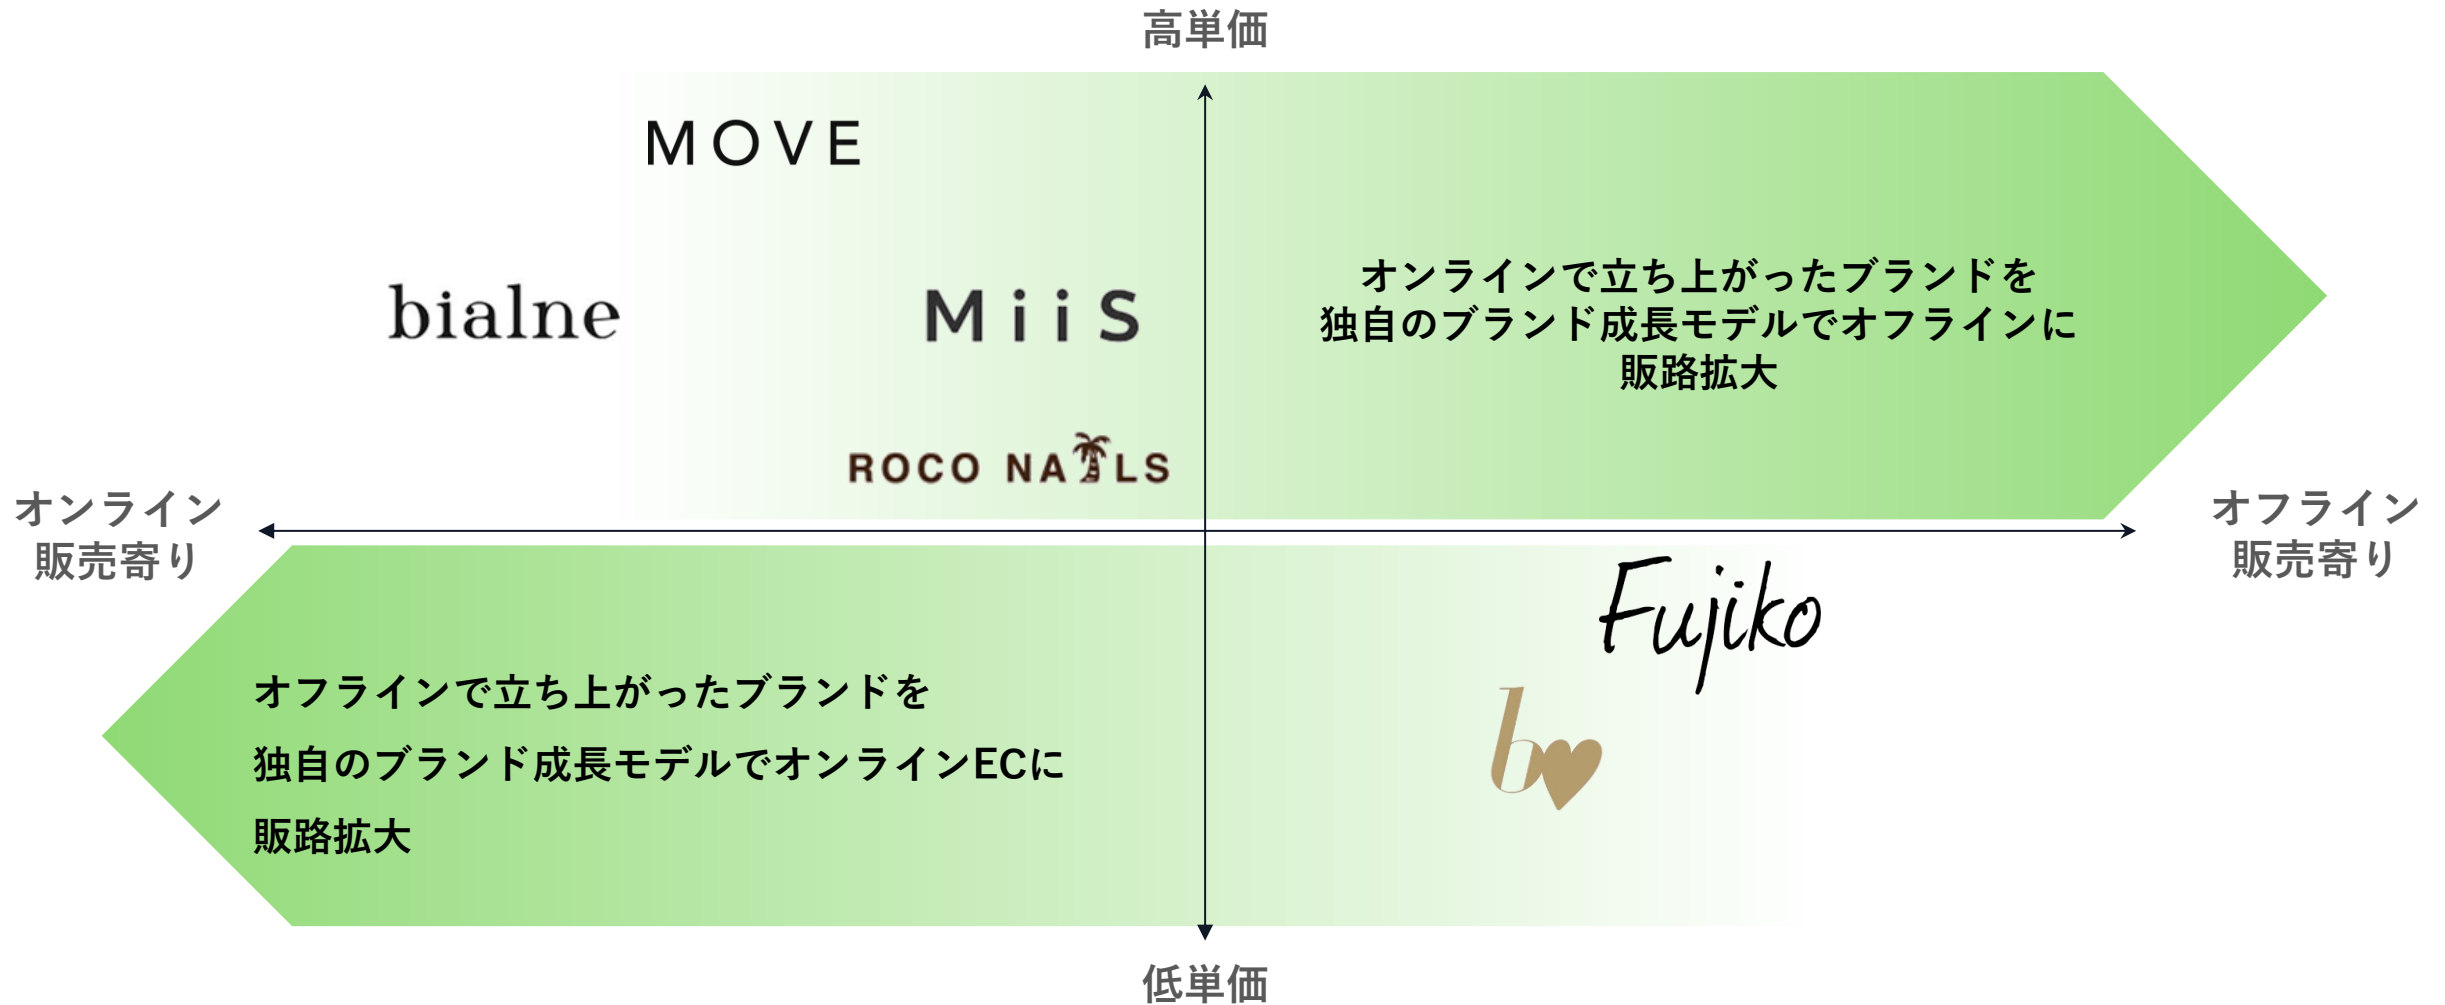 高単価
MOVE
bialne
MiiS
オンラインで立ち上がったブランドを
独自のブランド成長モデルでオフラインに
販路拡大
ROCO NAILS
オンライン
販売寄り
オフライン
販売寄り
Fujiko
オフラインで立ち上がったブランドを
独自のブランド成長モデルでオンラインECに
販路拡大
b
低単価